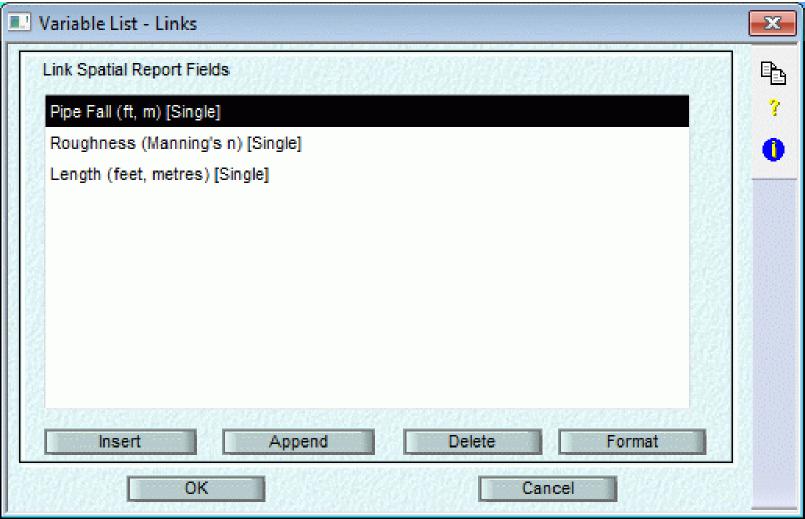 Variable List - Links
Link Spatial Report Fields
Pipe Fall (ft, m) [Single]
Roughness (Manning's n) [Single]
Length (feet, metres) [Single]
Insert Append Delete Format
OK Cancel